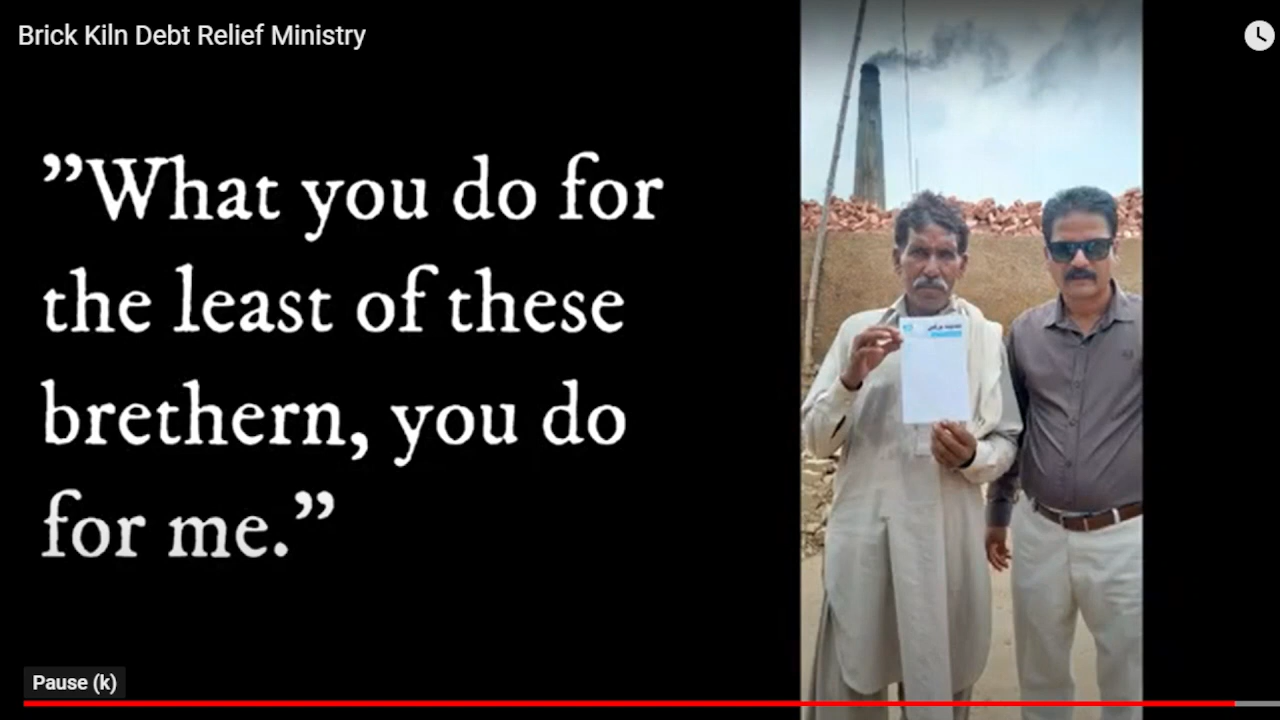 Brick Kiln Debt Relief Ministry
”What you do for
the least of these
brethern, you do
for me.”
Pause (k)